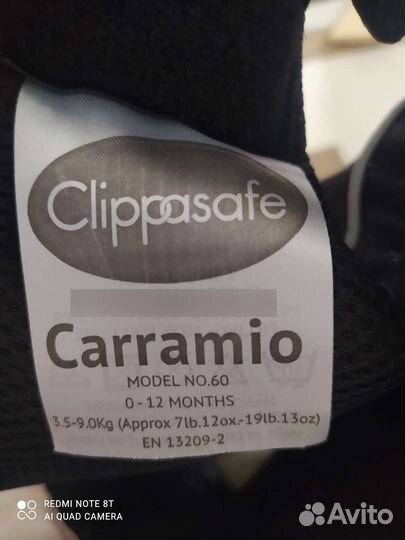 Clippasafe
Carramio
MODEL NO.60
0 - 12 MONTHS
3.5-9.0Kg (Approx 7lb.12ox.-19lb.13oz)
EN 13209-2
REDMI NOTE 8T
AI QUAD CAMERA
Avito